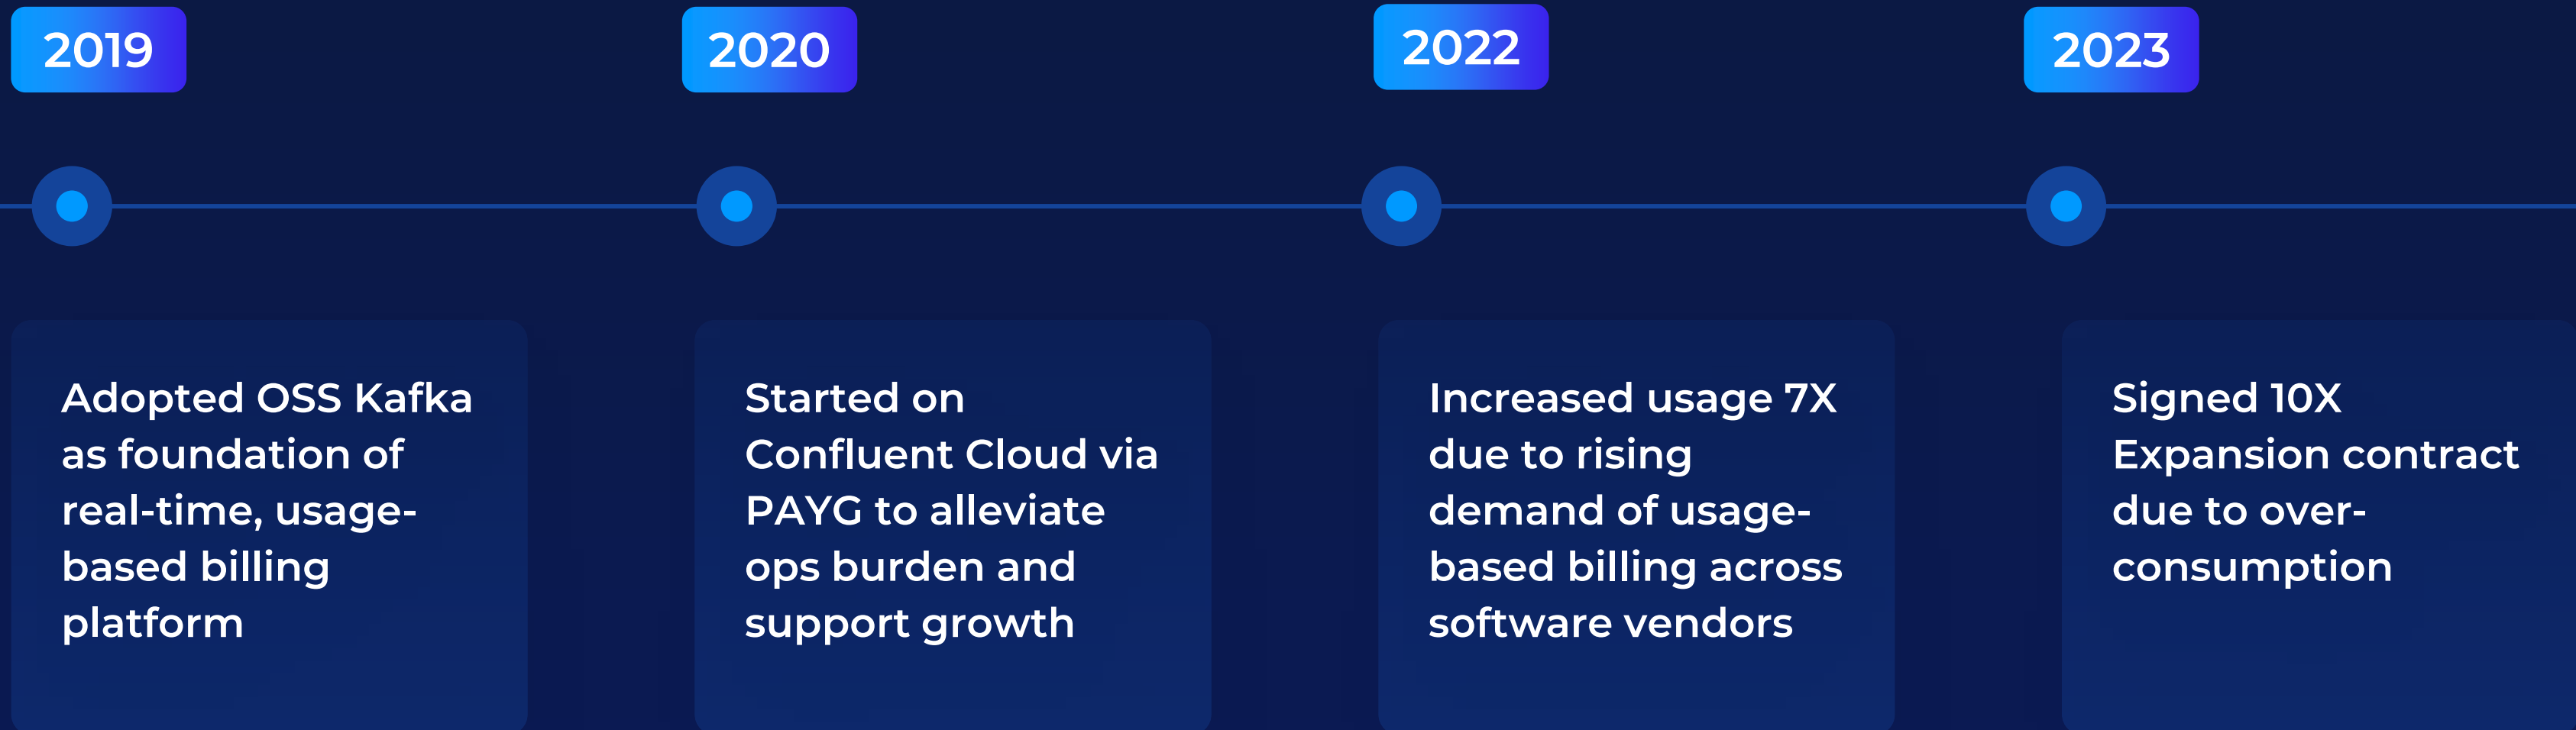 2019
Adopted OSS Kafka
as foundation of
real-time, usage-
based billing
platform
2020
Started on
Confluent Cloud via
PAYG to alleviate
ops burden and
support growth
2022
Increased usage 7X
due to rising
demand of usage-
based billing across
software vendors
2023
Signed 10X
Expansion contract
due to over-
consumption